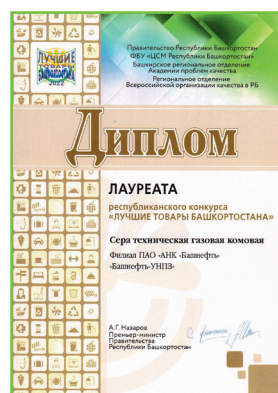 Правительство Республики Башкортостан
ФБУ «ЦСМ Республики Башкортостан»
Башкирское региональное отделение
Академии проблем качества
Региональное отделение
Всероссийской организации качества в РБ
ЛУЧШИЕ
ТОВАРЫ
БАШКОРТОСТАНА
2022
Диплом
ЛАУРЕАТА
республиканского конкурса
«ЛУЧШИЕ ТОВАРЫ БАШКОРТОСТАНА»
Сера техническая газовая комовая
Филиал ПАО «АНК «Башнефть»
«Башнефть-УНПЗ»
А.Г. Назаров
Премьер-министр
Правительства
Республики Башкортостан